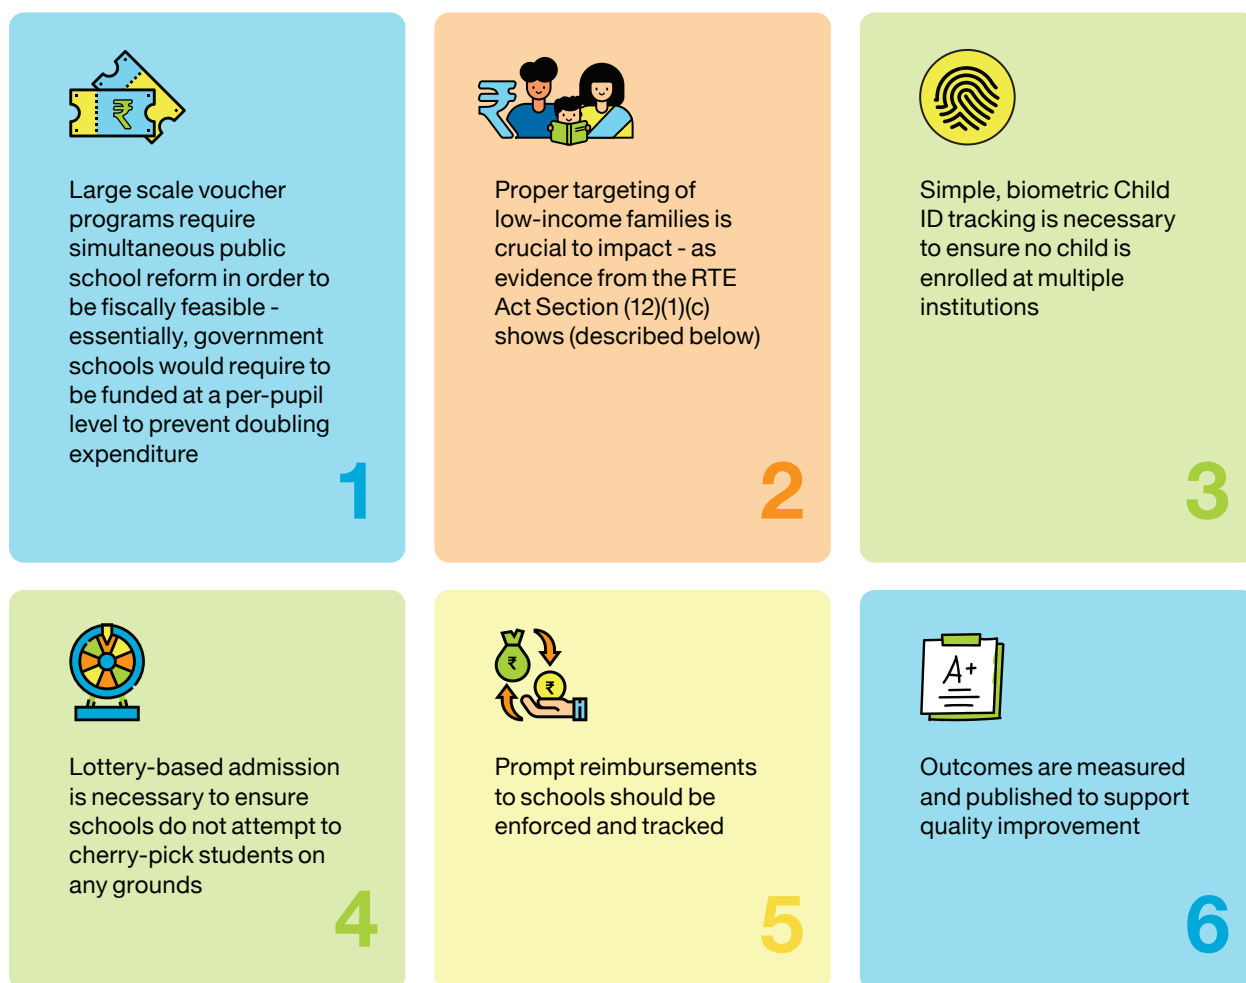 ₹
Large scale voucher
programs require
simultaneous public
school reform in order to
be fiscally feasible -
essentially, government
schools would require to
be funded at a per-pupil
level to prevent doubling
expenditure
1
₹
Proper targeting of
low-income families is
crucial to impact - as
evidence from the RTE
Act Section (12)(1)(c)
shows (described below)
2
Simple, biometric Child
ID tracking is necessary
to ensure no child is
enrolled at multiple
institutions
3
Lottery-based admission
is necessary to ensure
schools do not attempt to
cherry-pick students on
any grounds
4
₹
₹
Prompt reimbursements
to schools should be
enforced and tracked
5
A+
Outcomes are measured
and published to support
quality improvement
6